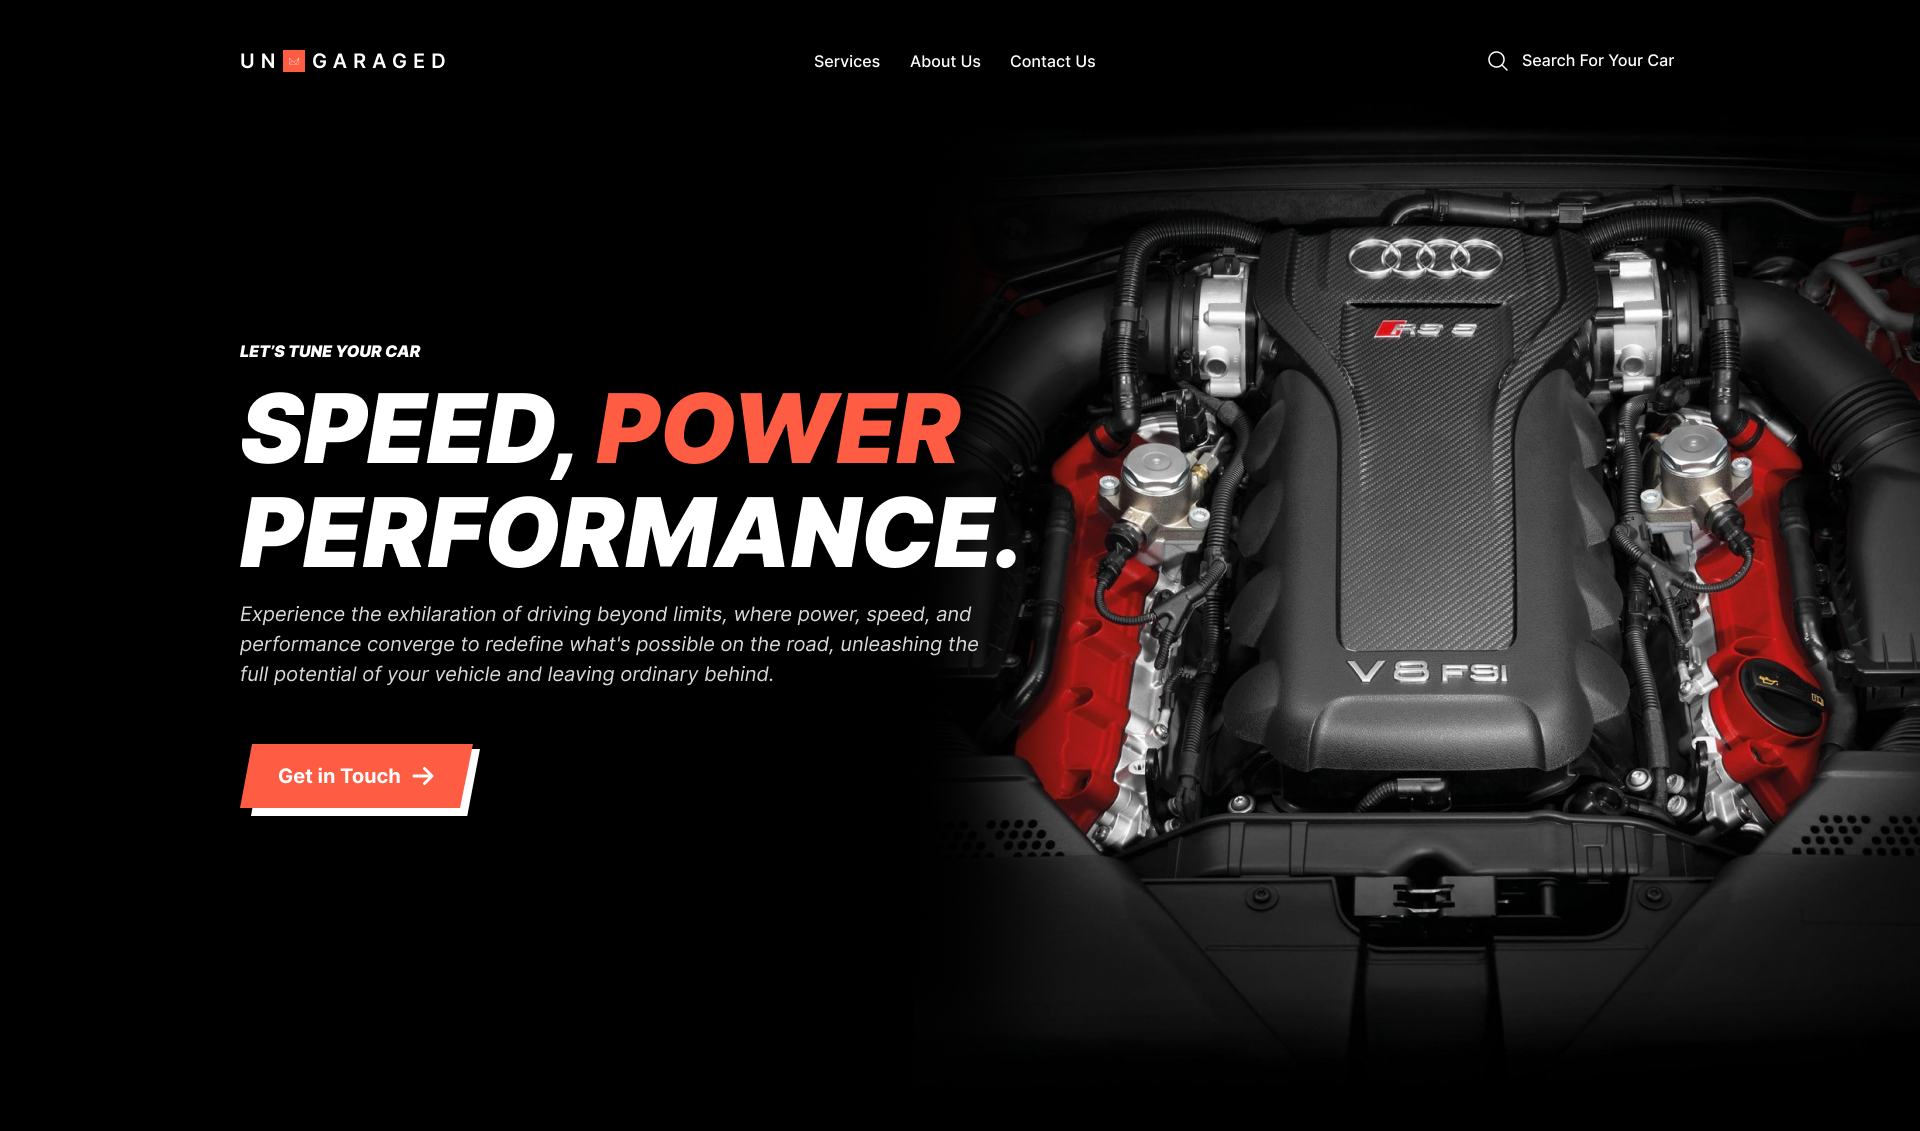 UN GARAGED
Services About Us Contact Us
Search For Your Car
LET'S TUNE YOUR CAR
SPEED, POWER
PERFORMANCE.
Experience the exhilaration of driving beyond limits, where power, speed, and
performance converge to redefine what's possible on the road, unleashing the
full potential of your vehicle and leaving ordinary behind.
Get in Touch
RS 8
V8 FSI